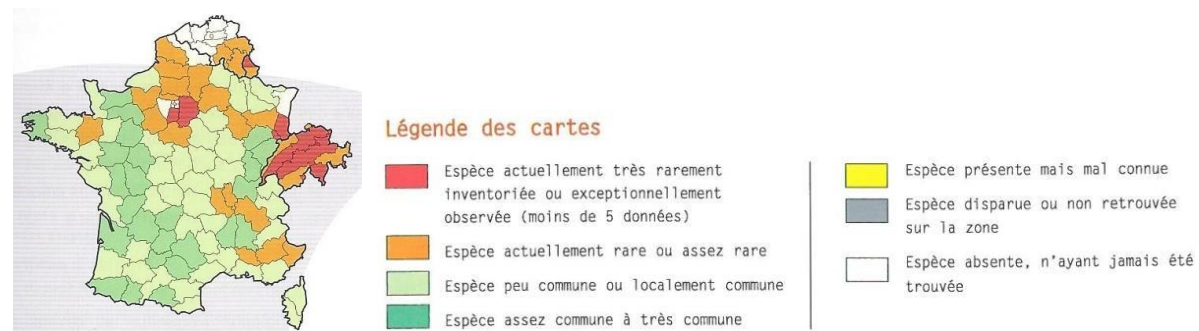 Légende des cartes
Espèce actuellement très rarement
inventoriée ou exceptionnellement
observée (moins de 5 données)
Espèce actuellement rare ou assez rare
Espèce peu commune ou localement commune
Espèce assez commune à très commune
Espèce présente mais mal connue
Espèce disparue ou non retrouvée
sur la zone
Espèce absente, n'ayant jamais été
trouvée